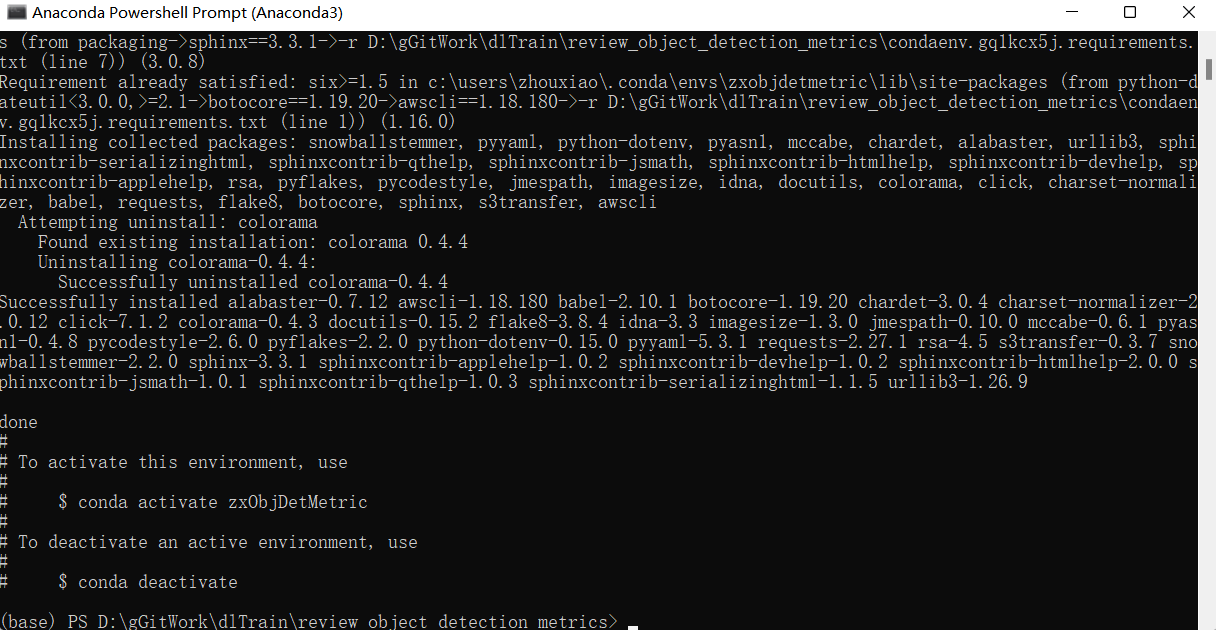 Anaconda Powershell Prompt (Anaconda3)
s (from packaging->sphinx==3.3.1->-r D:\gGitWork\dlTrain\review_object_detection_metrics\condaenv.gqlkcx5j.requirements.
txt (line 7)) (3.0.8)
Requirement already satisfied: six>=1.5 in c:\users\zhouxiao\.conda\envs\zxobjdetmetric\lib\site-packages (from python-d
ateutil<3.0.0,>=2.1->botocore==1.19.20->awscli==1.18.180->-r D:\gGitWork\dlTrain\review_object_detection_metrics\condaen
v.gqlkcx5j.requirements.txt (line 1)) (1.16.0)
Installing collected packages: snowballstemmer, pyyaml, python-dotenv, pyasn1, mccabe, chardet, alabaster, urllib3, sphi
nxcontrib-serializinghtml, sphinxcontrib-qthelp, sphinxcontrib-jsmath, sphinxcontrib-htmlhelp, sphinxcontrib-devhelp, sp
hinxcontrib-applehelp, rsa, pyflakes, pycodestyle, jmespath, imagesize, idna, docutils, colorama, click, charset-normali
zer, babel, requests, flake8, botocore, sphinx, s3transfer, awscli
  Attempting uninstall: colorama
    Found existing installation: colorama 0.4.4
    Uninstalling colorama-0.4.4:
      Successfully uninstalled colorama-0.4.4
Successfully installed alabaster-0.7.12 awscli-1.18.180 babel-2.10.1 botocore-1.19.20 chardet-3.0.4 charset-normalizer-2
.0.12 click-7.1.2 colorama-0.4.3 docutils-0.15.2 flake8-3.8.4 idna-3.3 imagesize-1.3.0 jmespath-0.10.0 mccabe-0.6.1 pyas
n1-0.4.8 pycodestyle-2.6.0 pyflakes-2.2.0 python-dotenv-0.15.0 pyyaml-5.3.1 requests-2.27.1 rsa-4.5 s3transfer-0.3.7 sno
wballstemmer-2.2.0 sphinx-3.3.1 sphinxcontrib-applehelp-1.0.2 sphinxcontrib-devhelp-1.0.2 sphinxcontrib-htmlhelp-2.0.0 s
phinxcontrib-jsmath-1.0.1 sphinxcontrib-qthelp-1.0.3 sphinxcontrib-serializinghtml-1.1.5 urllib3-1.26.9
done
#
# To activate this environment, use
#
#     $ conda activate zxObjDetMetric
#
# To deactivate an active environment, use
#
#     $ conda deactivate
(base) PS D:\gGitWork\dlTrain\review_object_detection_metrics>